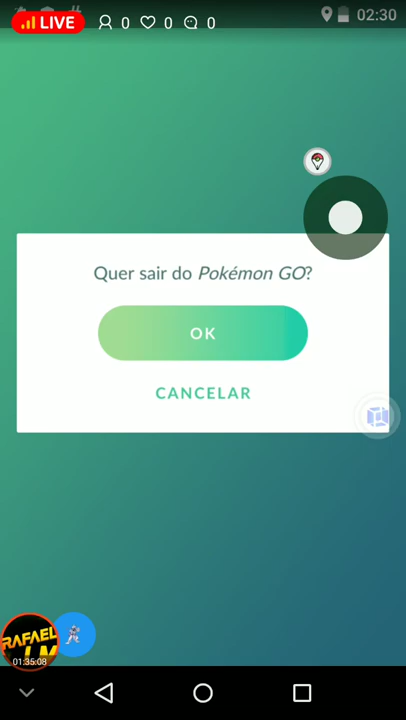 LIVE 0 0 0 02:30
Quer sair do Pokémon GO?
OK
CANCELAR
RAFAEL
LM
01:35:08